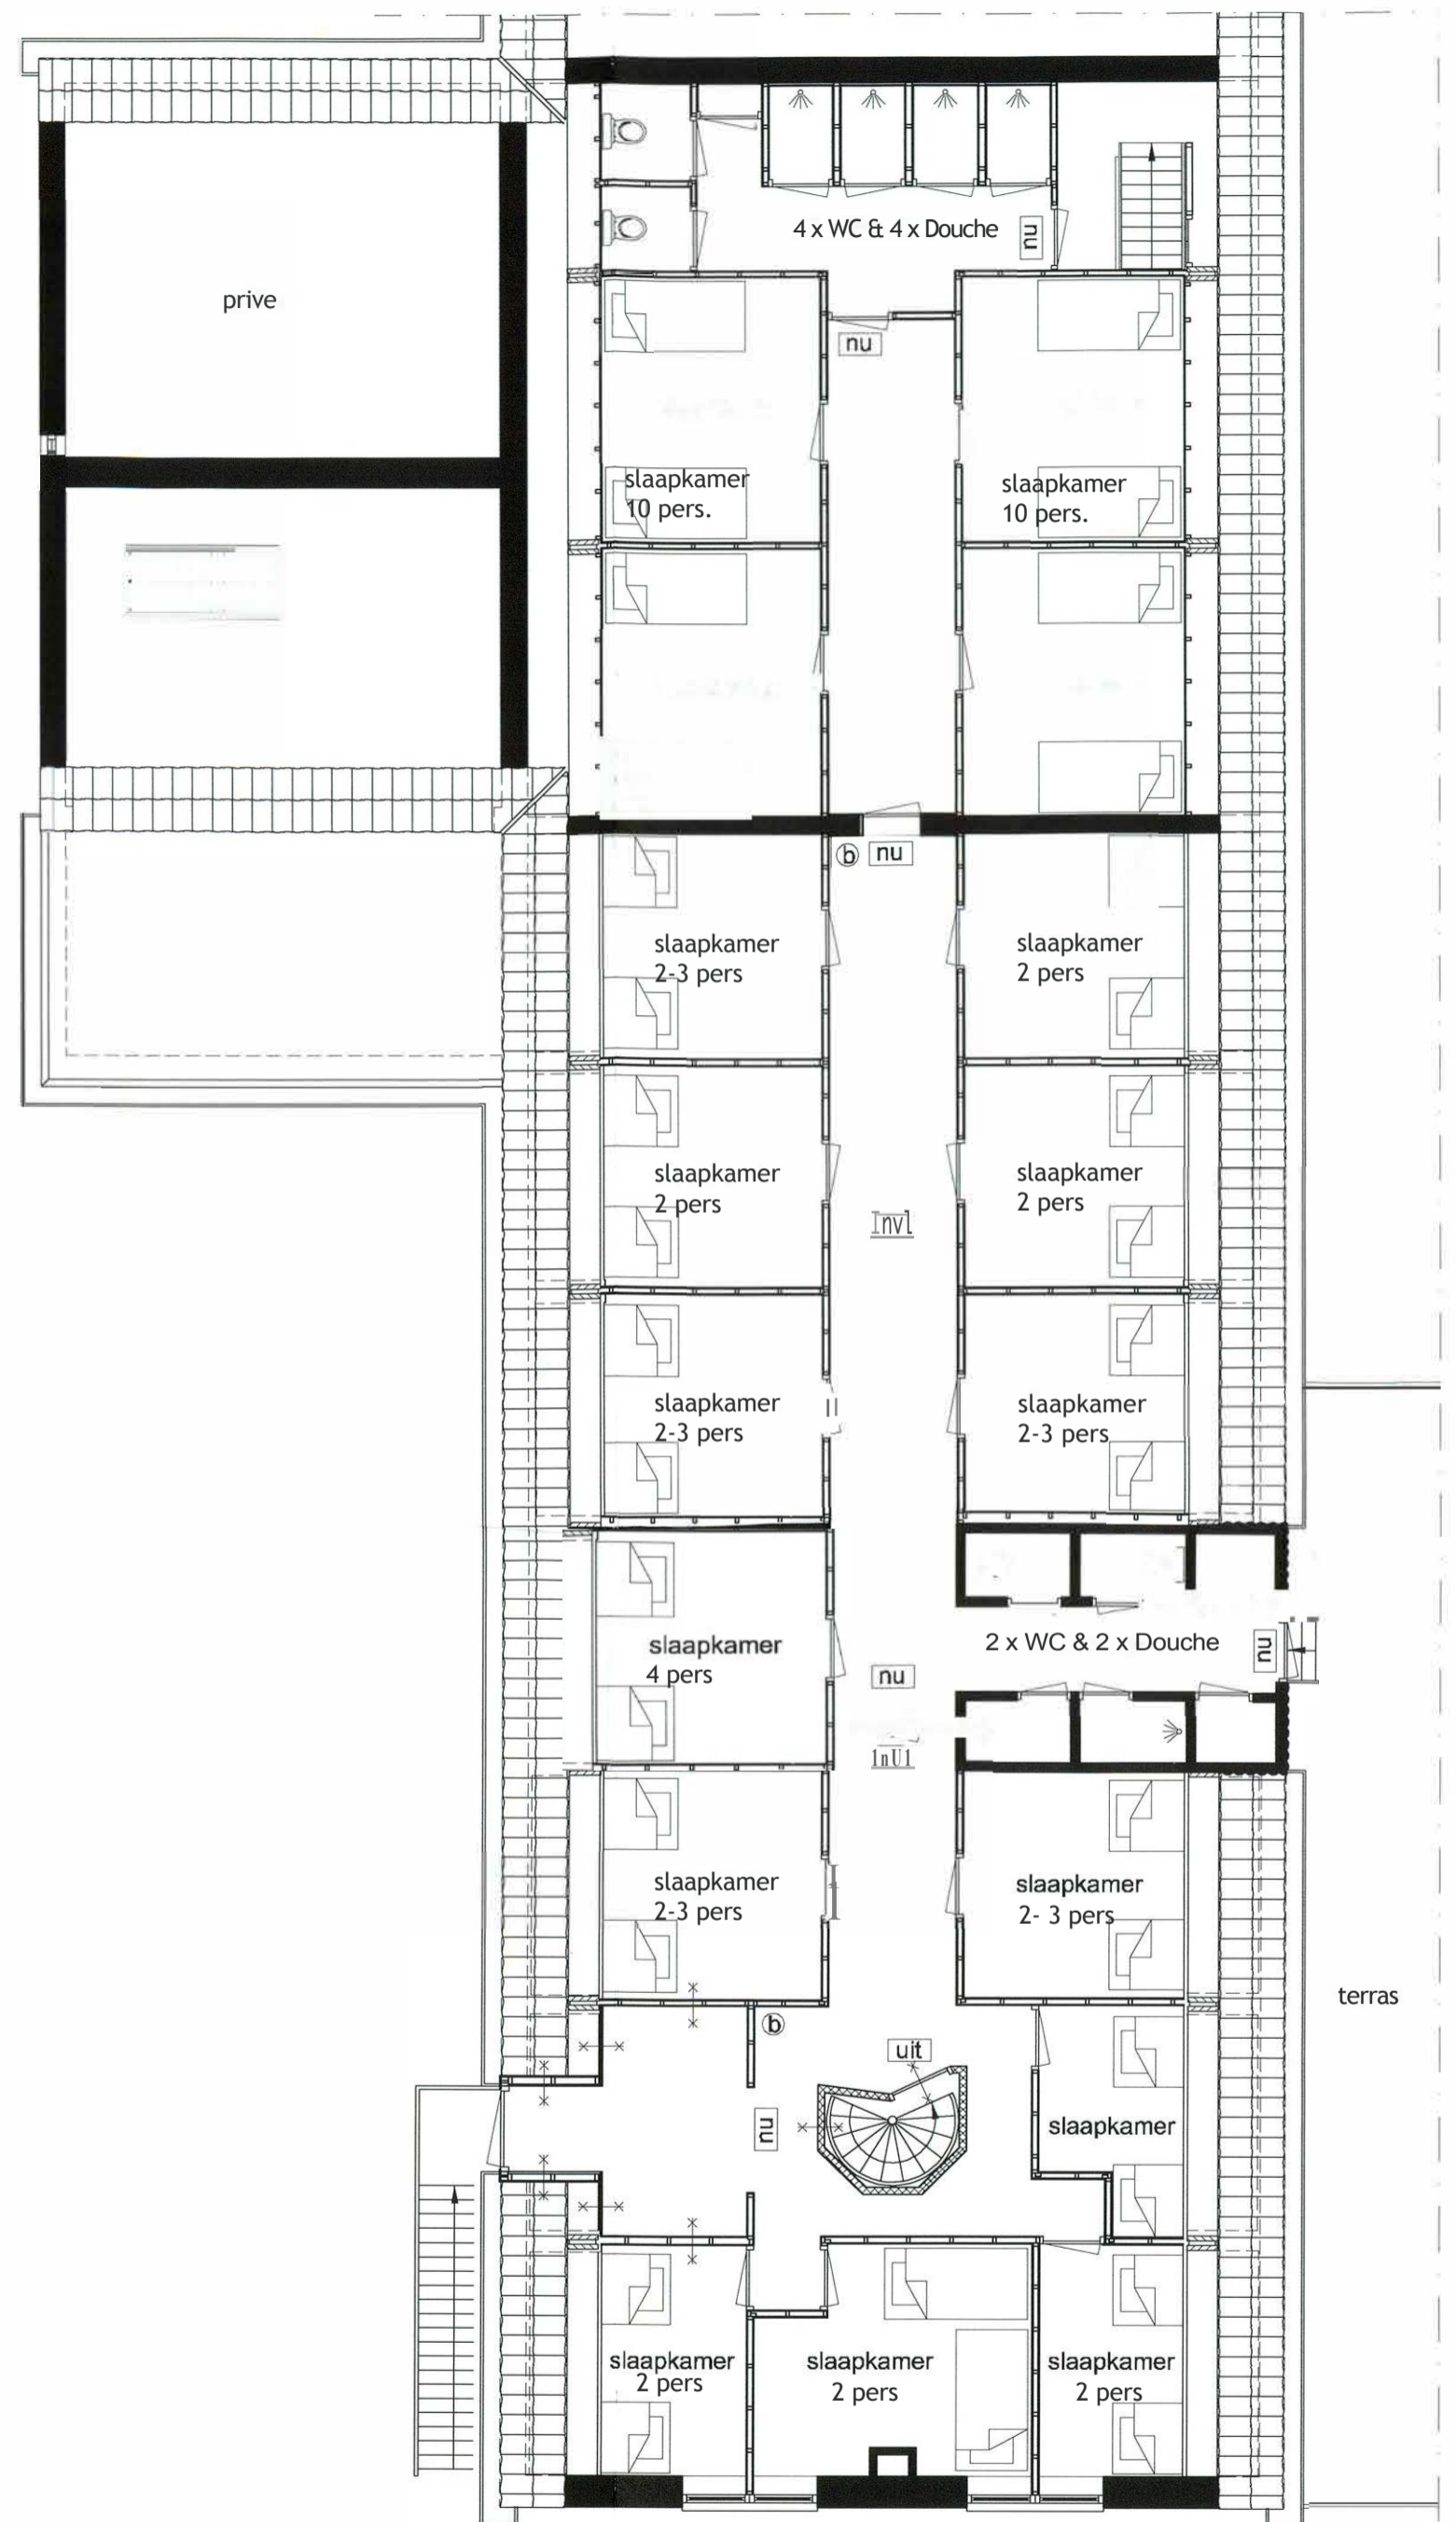 4 x WC & 4 x Douche
nu
prive
nu
slaapkamer
10 pers.
slaapkamer
10 pers.
b
nu
slaapkamer
2-3 pers
slaapkamer
2 pers
slaapkamer
2 pers
slaapkamer
2 pers
Inv1
slaapkamer
2-3 pers
slaapkamer
2-3 pers
slaapkamer
4 pers
2 x WC & 2 x Douche
nu
nu
1nU1
slaapkamer
2-3 pers
slaapkamer
2- 3 pers
terras
b
uit
nu
slaapkamer
slaapkamer
2 pers
slaapkamer
2 pers
slaapkamer
2 pers